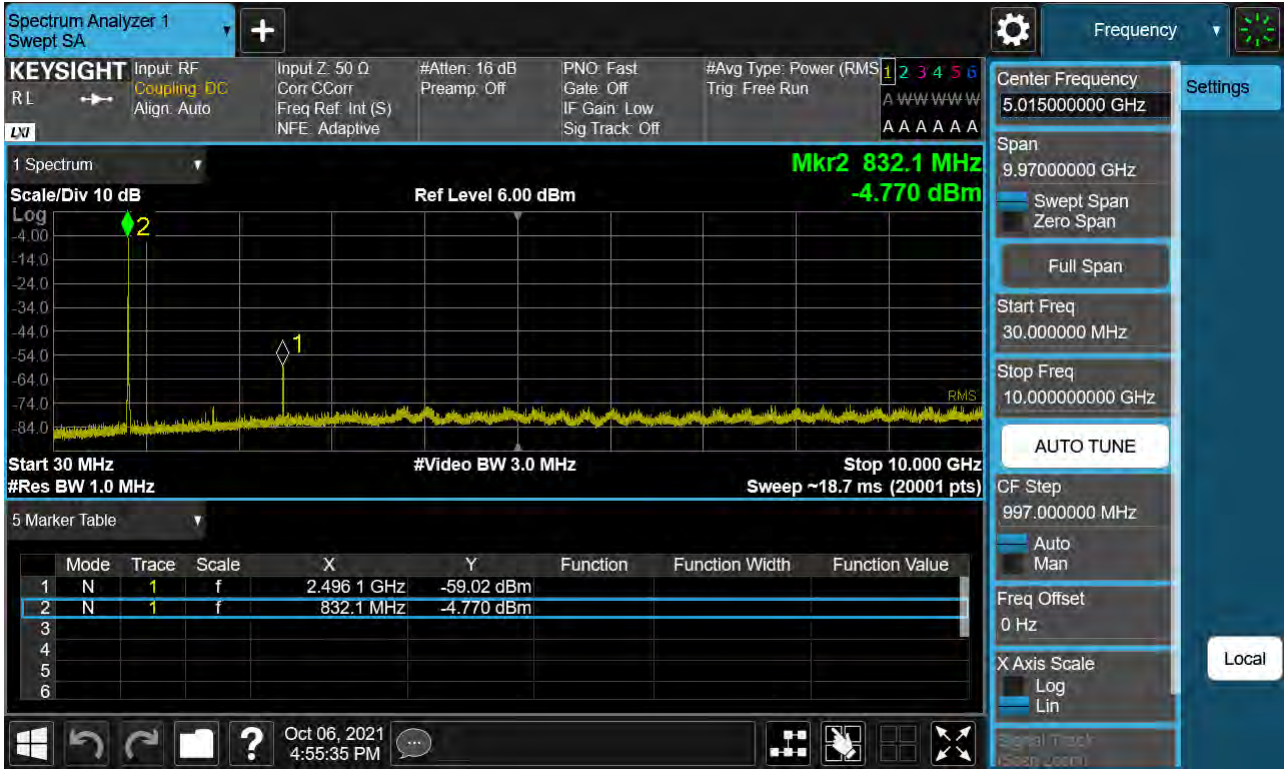 Spectrum Analyzer 1
Swept SA
+
Frequency
KEYSIGHT
RL
LXI
Input: RF
Coupling: DC
Align: Auto
Input Z: 50 Ω
Corr CCorr
Freq Ref: Int (S)
NFE: Adaptive
#Atten: 16 dB
Preamp: Off
PNO: Fast
Gate: Off
IF Gain: Low
Sig Track: Off
#Avg Type: Power (RMS
Trig: Free Run
1 2 3 4 5 6
A W W W W W
A A A A A A
1 Spectrum
Mkr2 832.1 MHz
-4.770 dBm
Scale/Div 10 dB
Ref Level 6.00 dBm
Log
-4.00
-14.0
-24.0
-34.0
-44.0
-54.0
-64.0
-74.0
-84.0
2
1
RMS
Start 30 MHz
#Video BW 3.0 MHz
Stop 10.000 GHz
#Res BW 1.0 MHz
Sweep ~18.7 ms (20001 pts)
5 Marker Table
Mode Trace Scale X Y Function Function Width Function Value
1 N 1 f 2.496 1 GHz -59.02 dBm
2 N 1 f 832.1 MHz -4.770 dBm
3
4
5
6
Center Frequency
5.015000000 GHz
Span
9.97000000 GHz
Swept Span
Zero Span
Full Span
Start Freq
30.000000 MHz
Stop Freq
10.000000000 GHz
AUTO TUNE
CF Step
997.000000 MHz
Auto
Man
Freq Offset
0 Hz
X Axis Scale
Log
Lin
Signal Track
(Span Zoom)
Settings
Local
?
Oct 06, 2021
4:55:35 PM